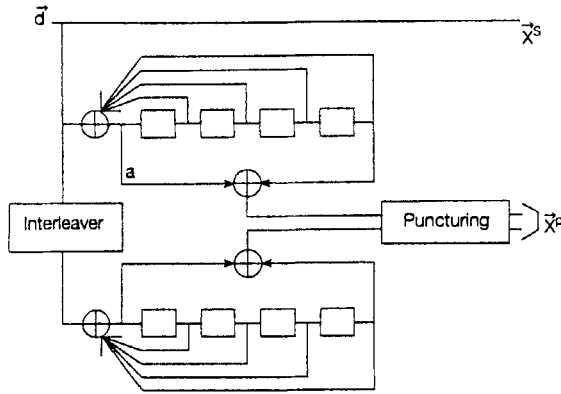 d
X^S
a
Interleaver
Puncturing
X^p